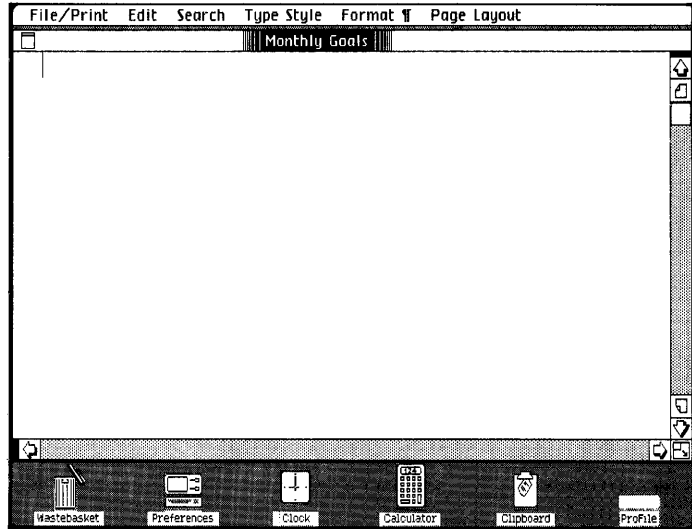 File/Print Edit Search Type Style Format ¶ Page Layout
Monthly Goals
Wastebasket Preferences Clock Calculator Clipboard ProFile